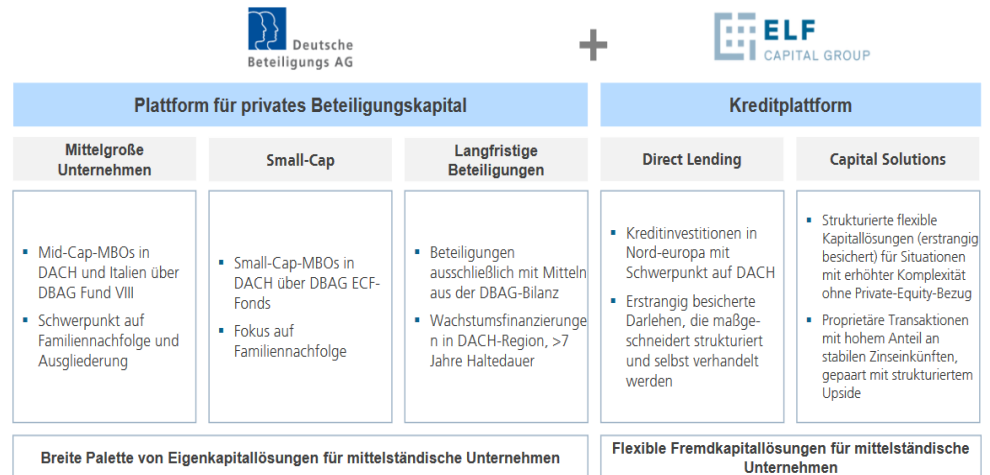 Deutsche
Beteiligungs AG
+
ELF
CAPITAL GROUP
Plattform für privates Beteiligungskapital
Kreditplattform
Mittelgroße
Unternehmen
Small-Cap
Langfristige
Beteiligungen
Direct Lending
Capital Solutions
▪ Mid-Cap-MBOs in
DACH und Italien über
DBAG Fund VIII
▪ Schwerpunkt auf
Familiennachfolge und
Ausgliederung
▪ Small-Cap-MBOs in
DACH über DBAG ECF-
Fonds
▪ Fokus auf
Familiennachfolge
▪ Beteiligungen
ausschließlich mit Mitteln
aus der DBAG-Bilanz
▪ Wachstumsfinanzierunge
n in DACH-Region, >7
Jahre Haltedauer
▪ Kreditinvestitionen in
Nord-europa mit
Schwerpunkt auf DACH
▪ Erstrangig besicherte
Darlehen, die maßge-
schneidert strukturiert
und selbst verhandelt
werden
▪ Strukturierte flexible
Kapitallösungen (erstrangig
besichert) für Situationen
mit erhöhter Komplexität
ohne Private-Equity-Bezug
▪ Proprietäre Transaktionen
mit hohem Anteil an
stabilen Zinseinkünften,
gepaart mit strukturiertem
Upside
Breite Palette von Eigenkapitallösungen für mittelständische Unternehmen
Flexible Fremdkapitallösungen für mittelständische
Unternehmen